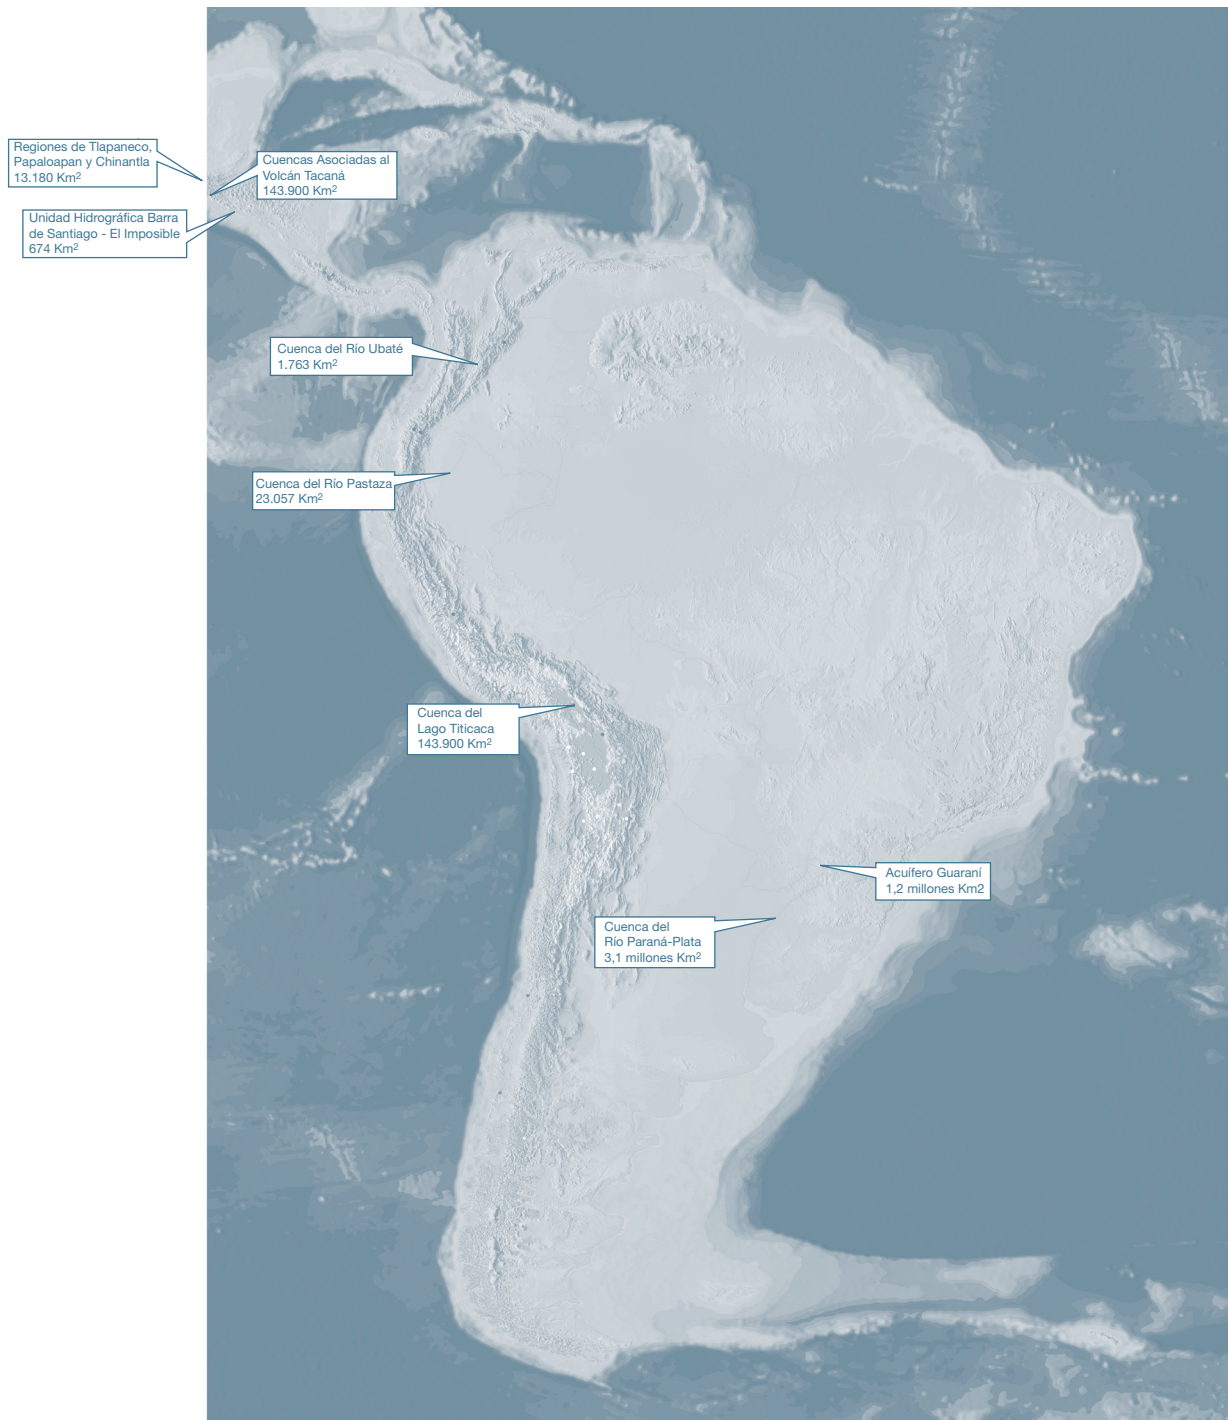 Regiones de Tlapaneco,
Papaloapan y Chinantla
13.180 Km²
Cuencas Asociadas al
Volcán Tacaná
143.900 Km²
Unidad Hidrográfica Barra
de Santiago - El Imposible
674 Km²
Cuenca del Río Ubaté
1.763 Km²
Cuenca del Río Pastaza
23.057 Km²
Cuenca del
Lago Titicaca
143.900 Km²
Acuífero Guaraní
1,2 millones Km2
Cuenca del
Río Paraná-Plata
3,1 millones Km²